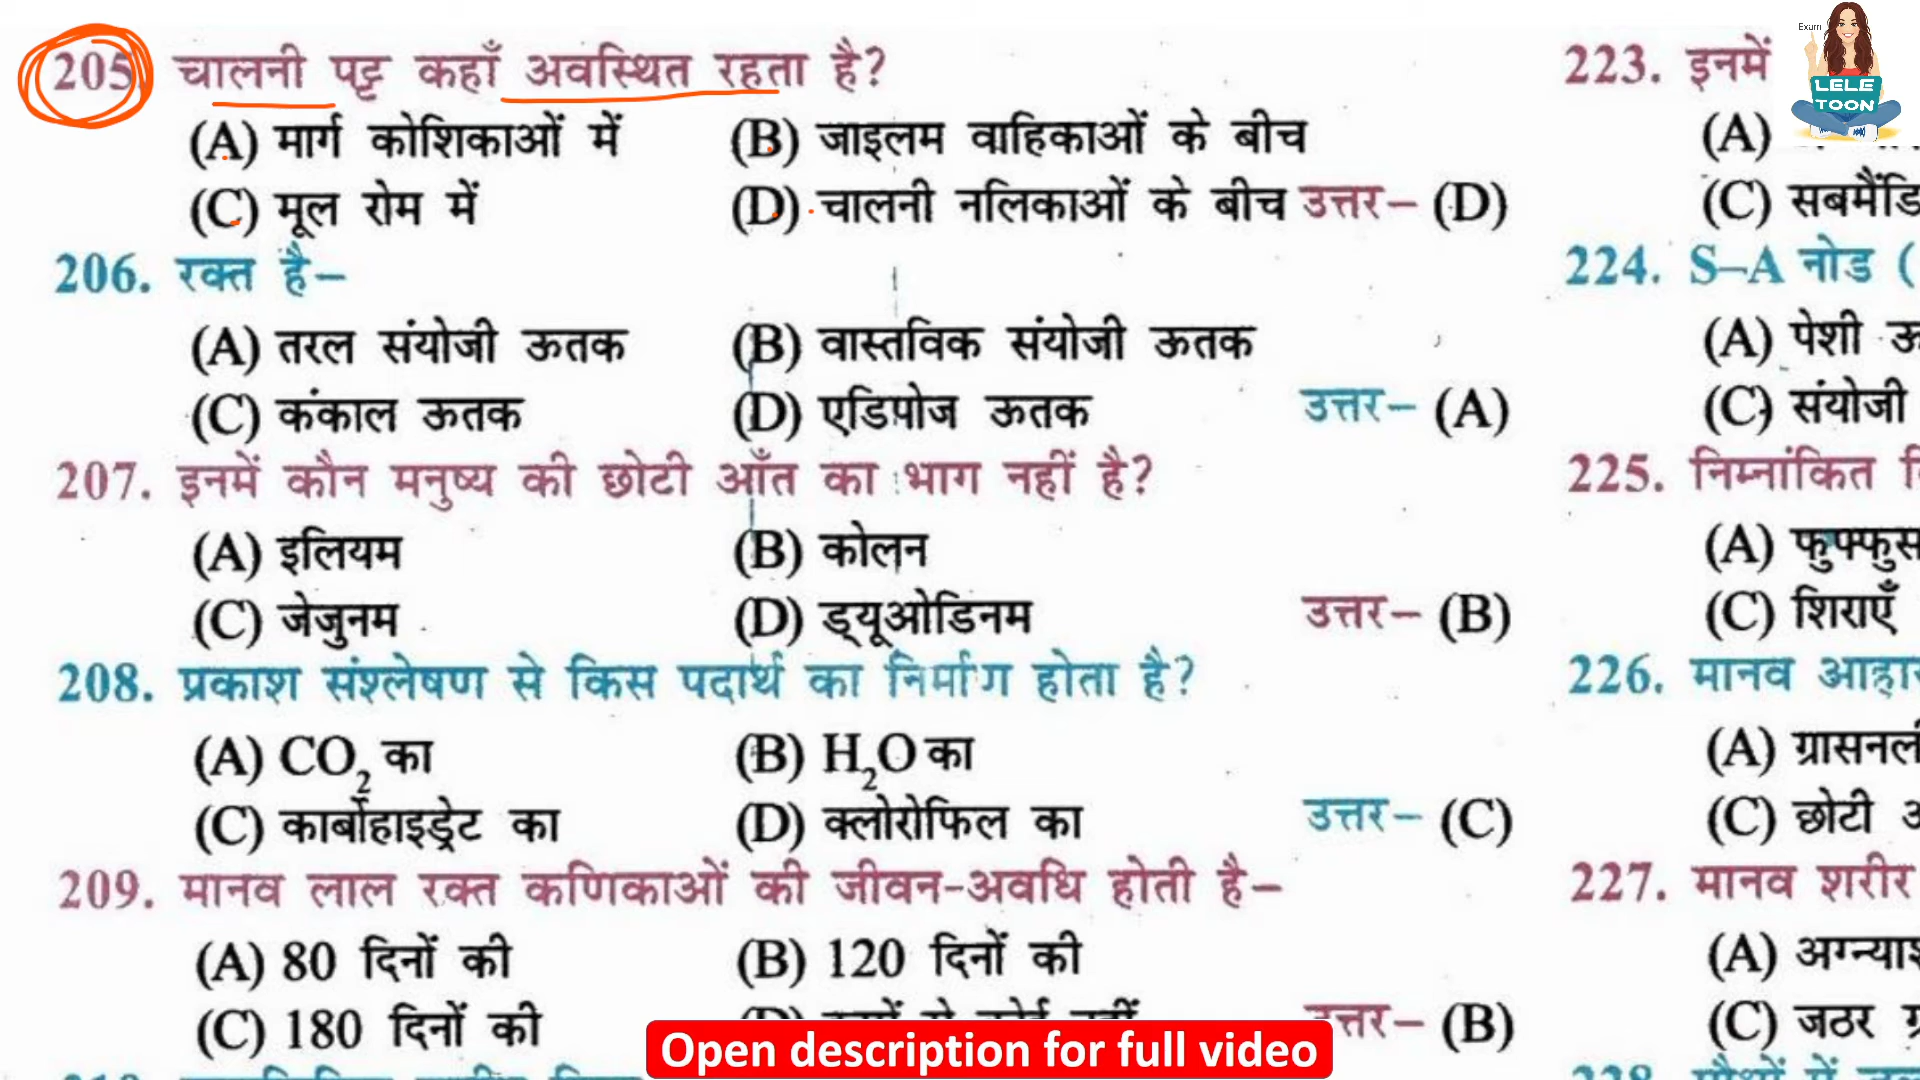 205. चालनी पट्ट कहाँ अवस्थित रहता है?
(A) मार्ग कोशिकाओं में (B) जाइलम वाहिकाओं के बीच
(C) मूल रोम में (D) चालनी नलिकाओं के बीच उत्तर– (D)
206. रक्त है–
(A) तरल संयोजी ऊतक (B) वास्तविक संयोजी ऊतक
(C) कंकाल ऊतक (D) एडिपोज ऊतक उत्तर– (A)
207. इनमें कौन मनुष्य की छोटी आँत का भाग नहीं है?
(A) इलियम (B) कोलन
(C) जेजुनम (D) ड्यूओडिनम उत्तर– (B)
208. प्रकाश संश्लेषण से किस पदार्थ का निर्माण होता है?
(A) CO₂ का (B) H₂O का
(C) कार्बोहाइड्रेट का (D) क्लोरोफिल का उत्तर– (C)
209. मानव लाल रक्त कणिकाओं की जीवन-अवधि होती है–
(A) 80 दिनों की (B) 120 दिनों की
(C) 180 दिनों की उत्तर– (B)
223. इनमें
(A)
(C) सबमैंडि
224. S–A नोड (
(A) पेशी ऊ
(C) संयोजी
225. निम्नांकित
(A) फुफ्फुस
(C) शिराएँ
226. मानव आहार
(A) ग्रासनली
(C) छोटी
227. मानव शरीर
(A) अग्न्याश
(C) जठर
Exam
LELE
TOON
Open description for full video